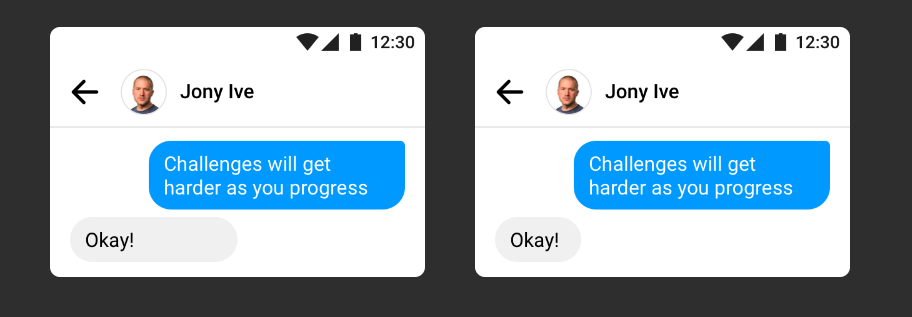 12:30
Jony Ive
Challenges will get
harder as you progress
Okay!
12:30
Jony Ive
Challenges will get
harder as you progress
Okay!